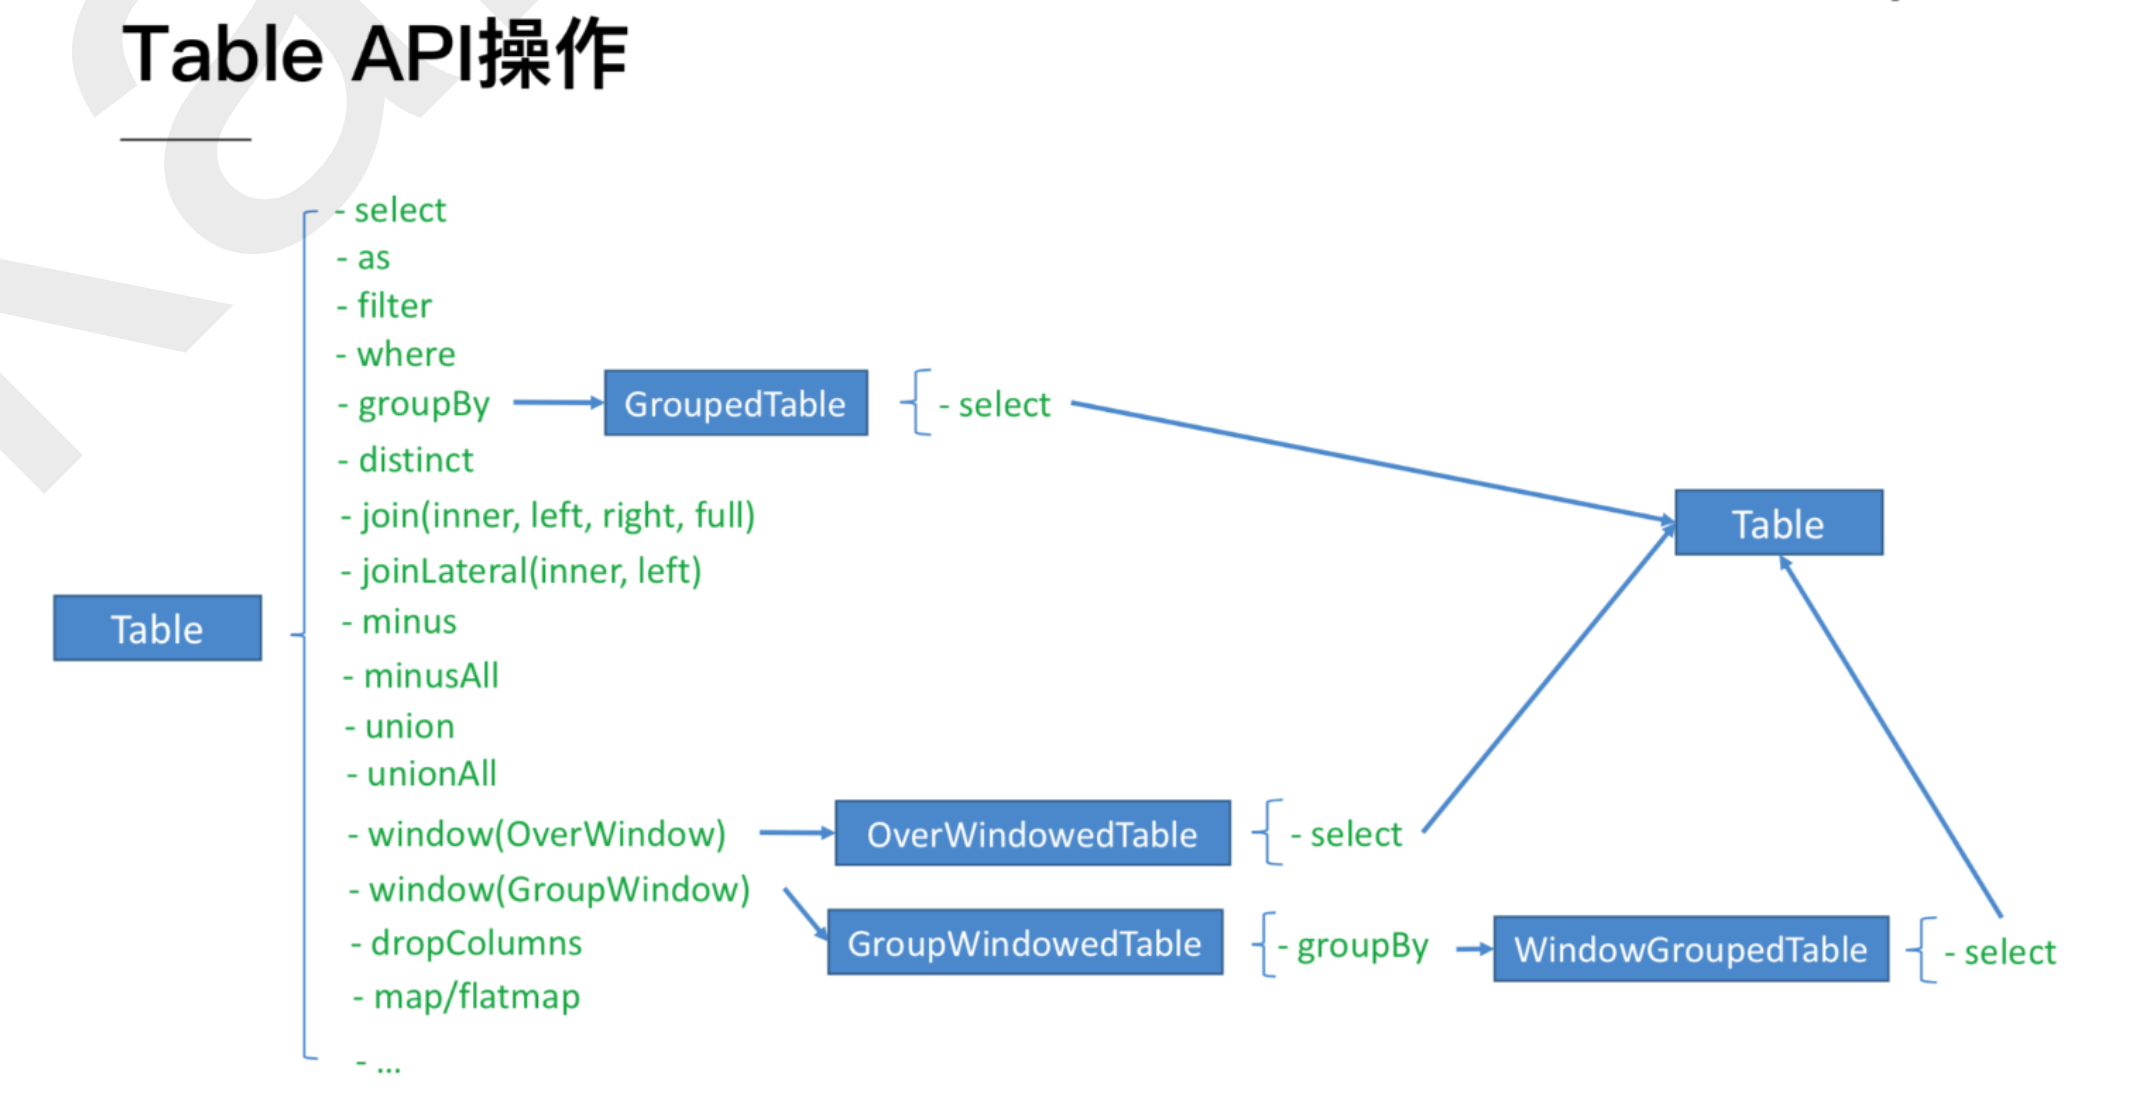 Table API操作
- select
- as
- filter
- where
- groupBy
GroupedTable
- select
- distinct
- join(inner, left, right, full)
Table
- joinLateral(inner, left)
- minus
Table
- minusAll
- union
- unionAll
- window(OverWindow)
OverWindowedTable
- select
- window(GroupWindow)
- dropColumns
GroupWindowedTable
- groupBy
WindowGroupedTable
- select
- map/flatmap
- ...